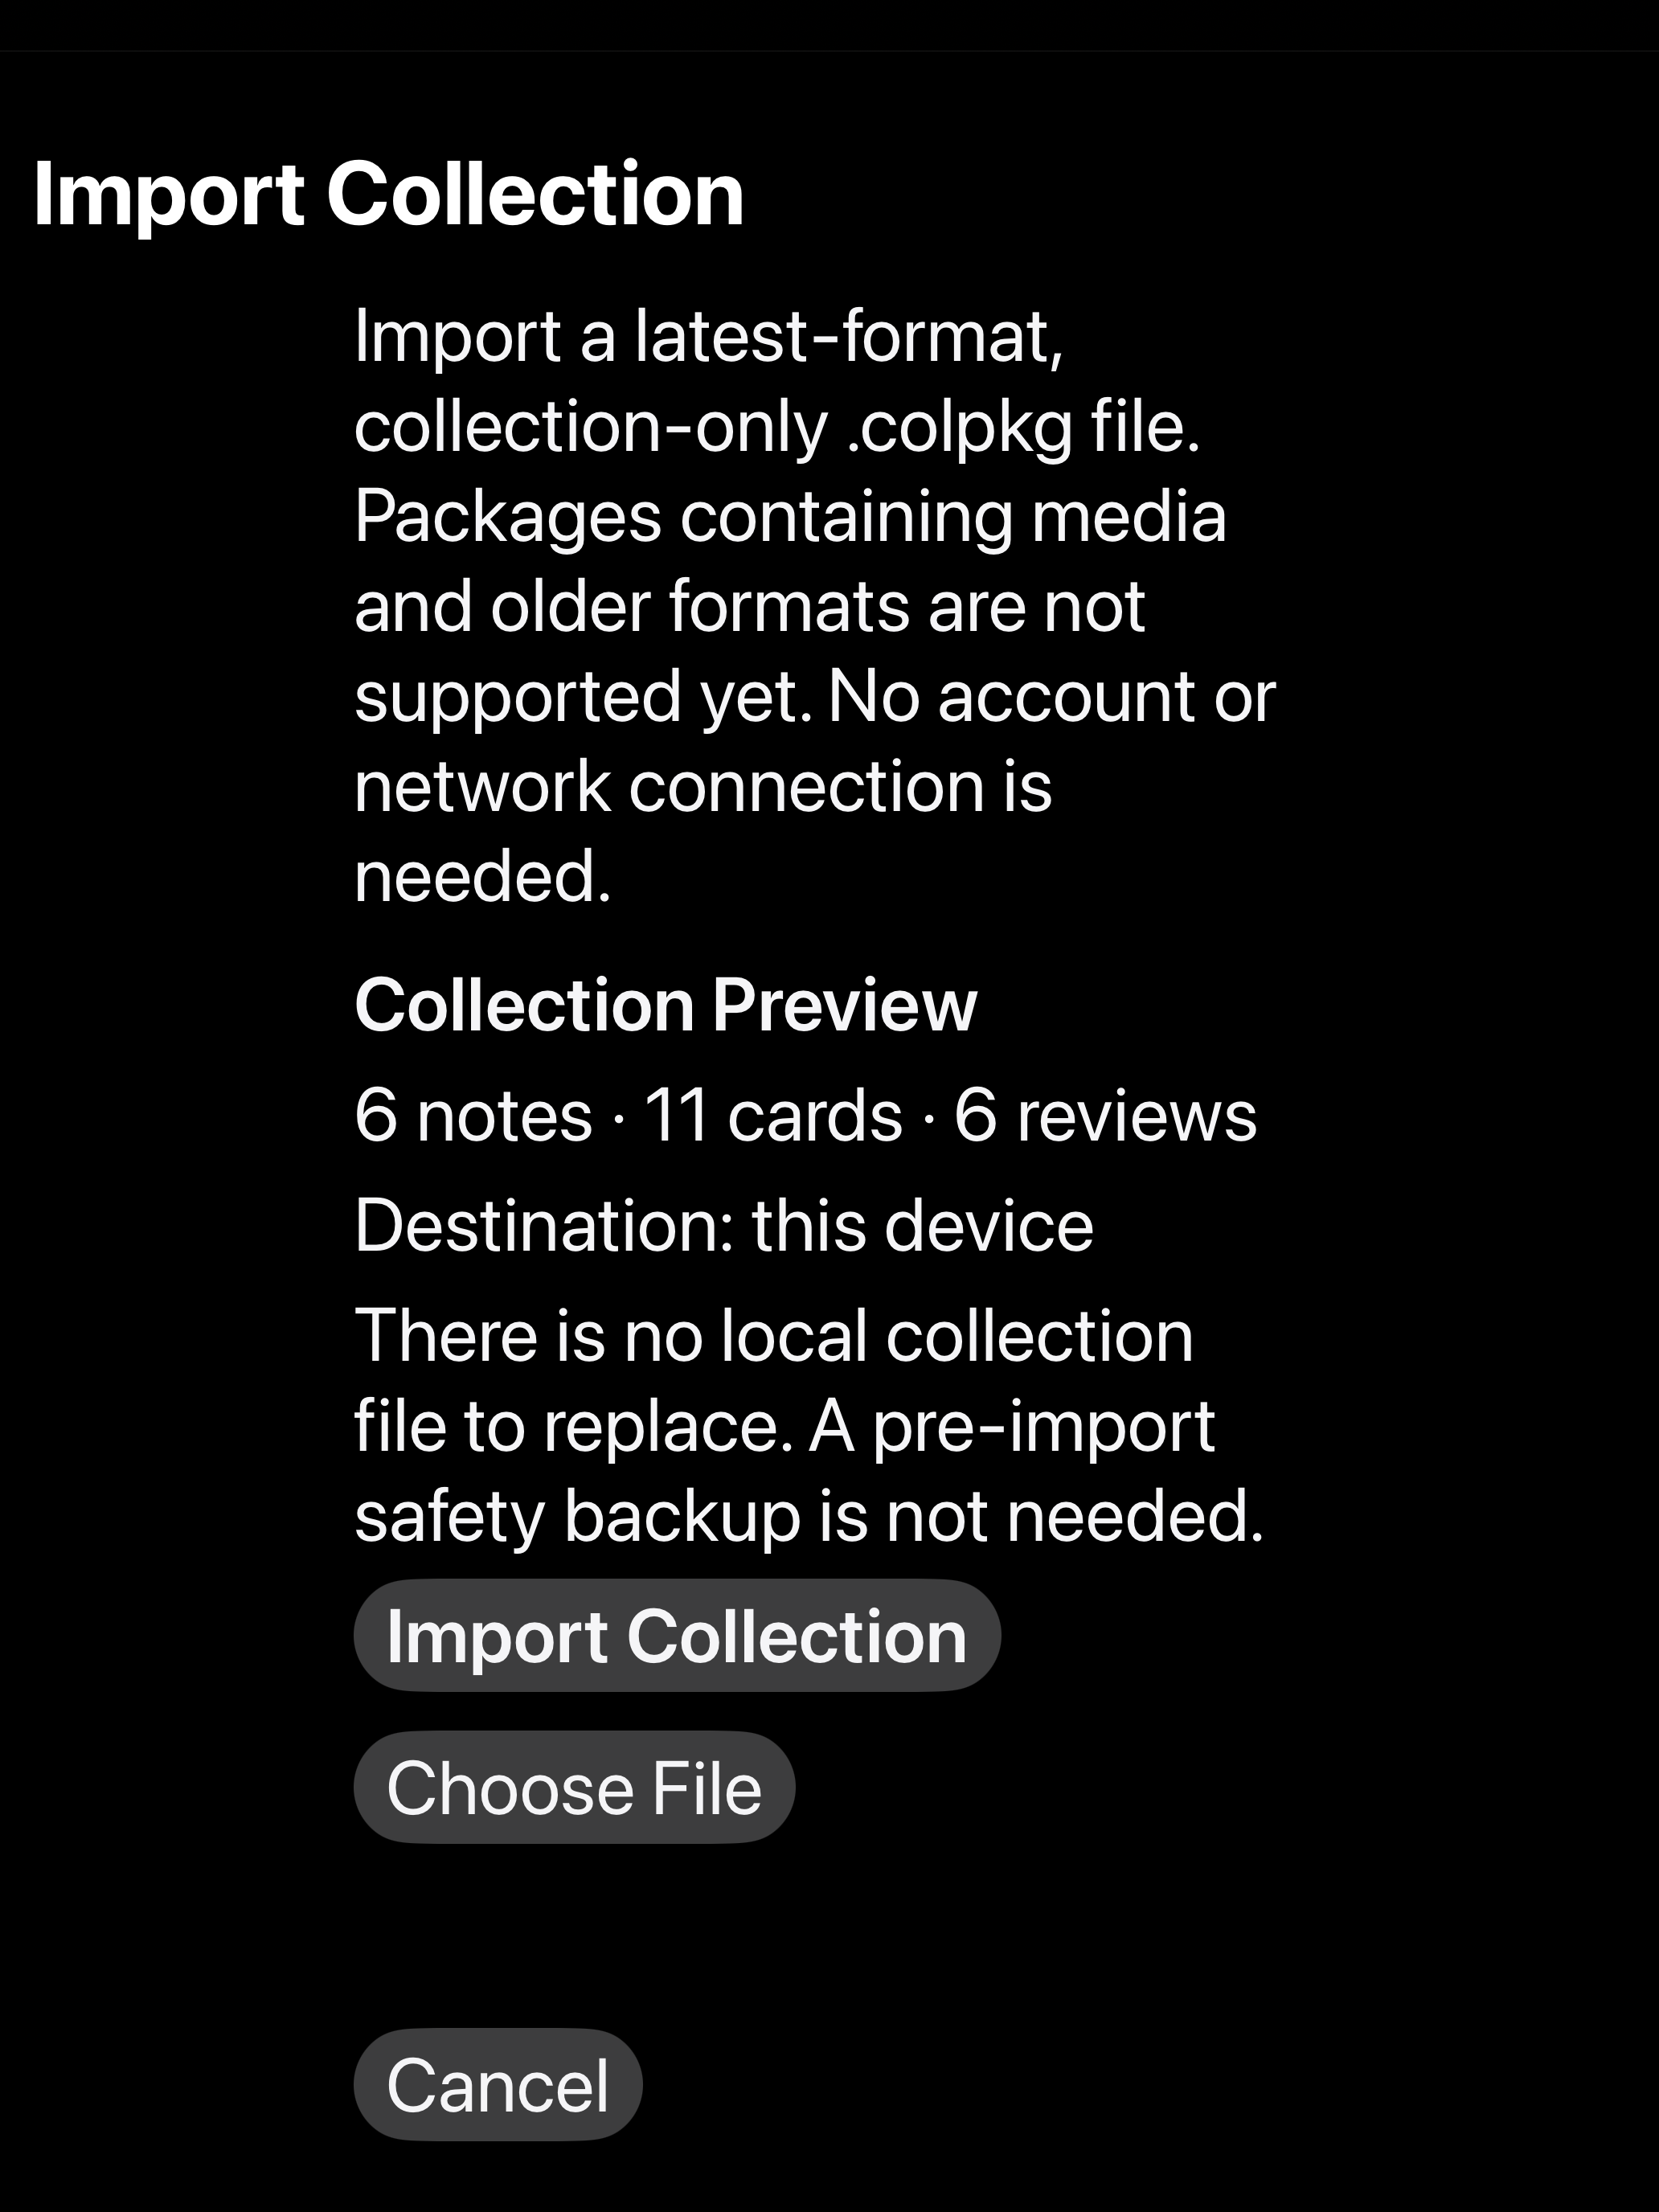 Import Collection
Import a latest-format,
collection-only .colpkg file.
Packages containing media
and older formats are not
supported yet. No account or
network connection is
needed.
Collection Preview
6 notes · 11 cards · 6 reviews
Destination: this device
There is no local collection
file to replace. A pre-import
safety backup is not needed.
Import Collection
Choose File
Cancel